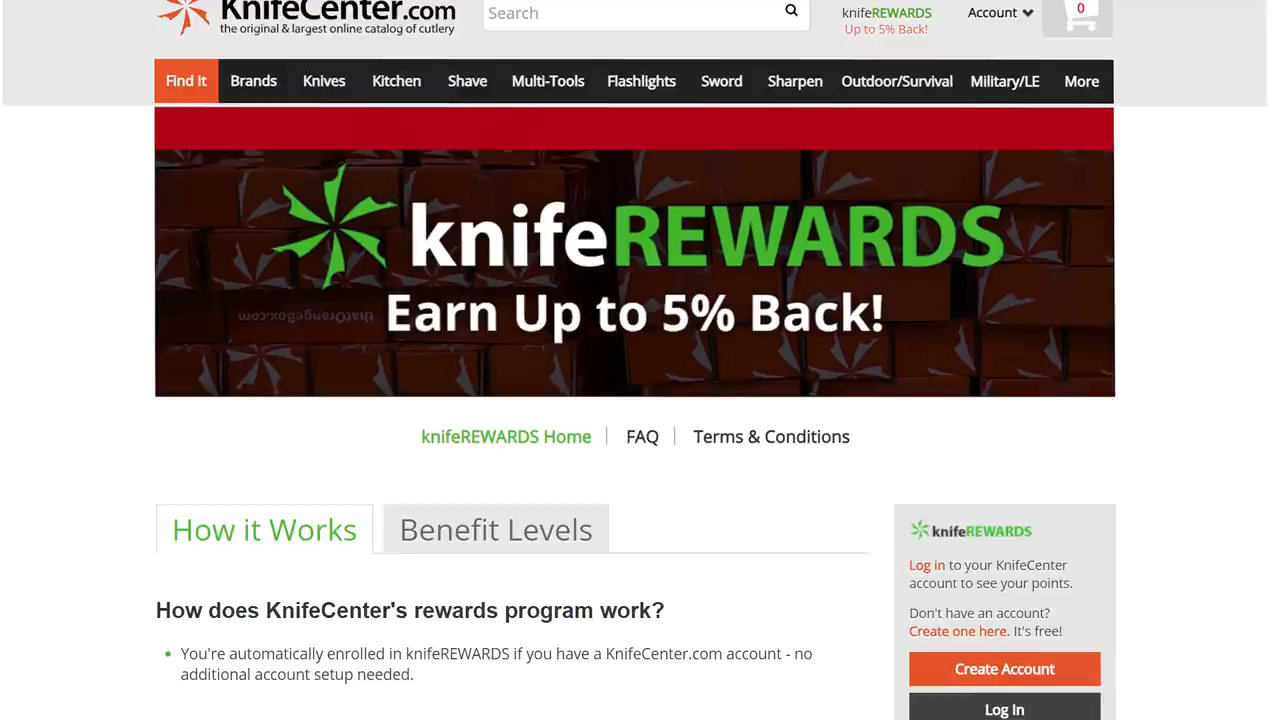 KnifeCenter.com
the original & largest online catalog of cutlery
Search
knifeREWARDS
Up to 5% Back!
Account
0
Find It Brands Knives Kitchen Shave Multi-Tools Flashlights Sword Sharpen Outdoor/Survival Military/LE More
knifeREWARDS
Earn Up to 5% Back!
thatOrangeBox.com
knifeREWARDS Home FAQ Terms & Conditions
How it Works Benefit Levels
How does KnifeCenter's rewards program work?
• You're automatically enrolled in knifeREWARDS if you have a KnifeCenter.com account - no
additional account setup needed.
knifeREWARDS
Log in to your KnifeCenter
account to see your points.
Don't have an account?
Create one here. It's free!
Create Account
Log In